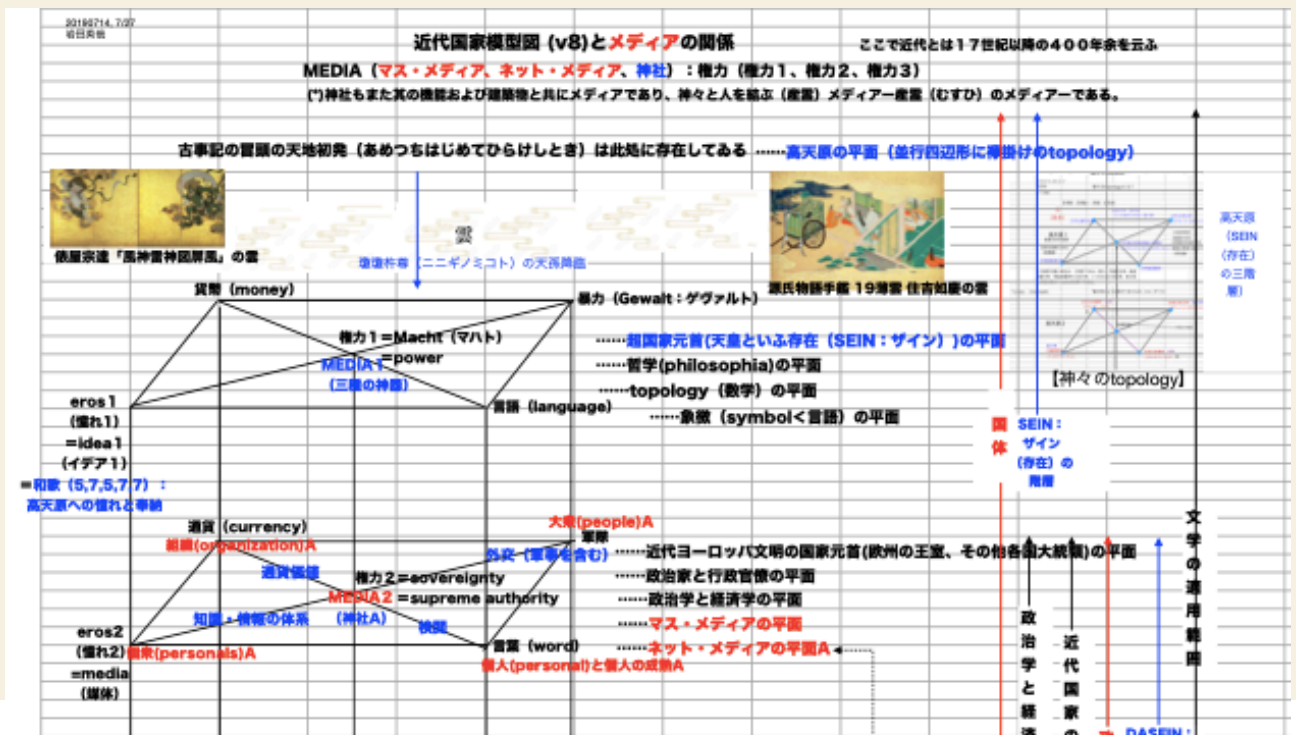 20190714, 7/27
岩田英哉
近代国家模型図 (v8)とメディアの関係
ここで近代とは１７世紀以降の４００年余を云ふ
MEDIA（マス・メディア、ネット・メディア、神社）：権力（権力１、権力２、権力３）
(*)神社もまた其の機能および建築物と共にメディアであり、神々と人を結ぶ（産霊）メディアー産霊（むすひ）のメディアーである。
古事記の冒頭の天地初発（あめつちはじめてひらけしとき）は此処に存在してゐる ……高天原の平面（並行四辺形に襷掛けのtopology）
俵屋宗達「風神雷神図屏風」の雲
雲
瓊瓊杵尊（ニニギノミコト）の天孫降臨
源氏物語手鑑 19薄雲 住吉如慶の雲
高天原
（SEIN
（存在）
の三階
層）
【神々のtopology】
貨幣（money）
暴力（Gewalt：ゲヴァルト）
権力１＝Macht（マハト）
＝power
MEDIA１
（三種の神器）
eros１
（憧れ1）
＝idea１
（イデア１）
＝和歌（5,7,5,7,7）：
高天原への憧れと奉納
言語（language）
……超国家元首(天皇といふ存在（SEIN：ザイン）)の平面
……哲学(philosophia)の平面
……topology（数学）の平面
……象徴（symbol＜言語）の平面
国体
SEIN：
ザイン
（存在）の
階層
文学の適用範囲
通貨（currency）
組織(organization)A
大衆(people)A
軍隊
通貨価値
外交（軍事を含む）
権力２＝sovereignty
＝supreme authority
MEDIA２
（神社A）
知識・情報の体系
検閲
eros2
（憧れ2）
=media
（媒体）
個衆(personals)A
言葉（word）
個人(personal)と個人の成熟A
……近代ヨーロッパ文明の国家元首(欧州の王室、その他各国大統領)の平面
……政治家と行政官僚の平面
……政治学と経済学の平面
……マス・メディアの平面
……ネット・メディアの平面A
政治学と経済
近代国家の
DASEIN：